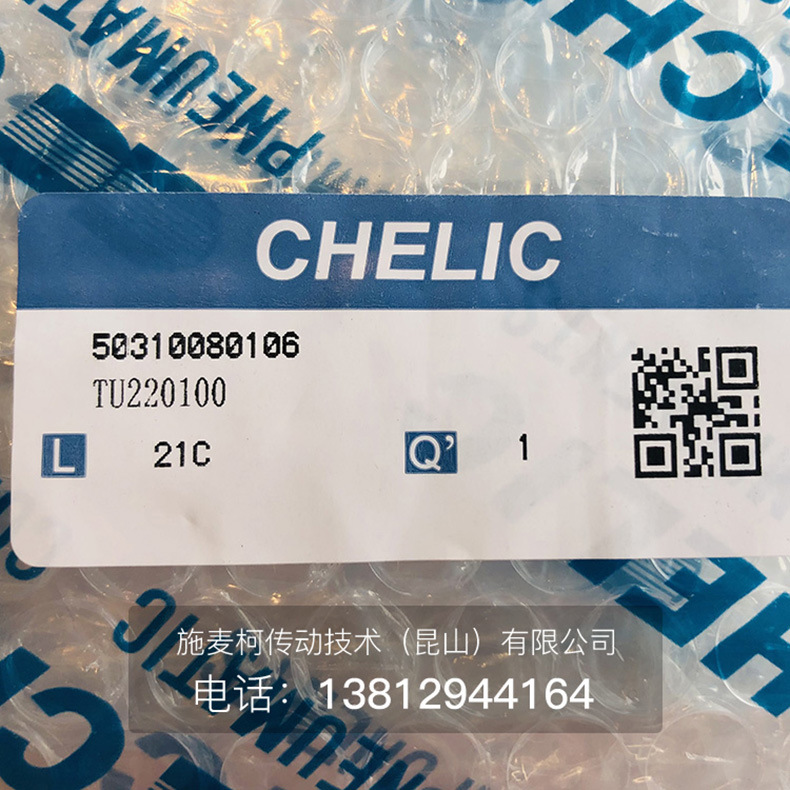 PNEUMATIC
CHELIC
50310080106
TU220100
L 21C Q' 1
施麦柯传动技术（昆山）有限公司
电话：13812944164